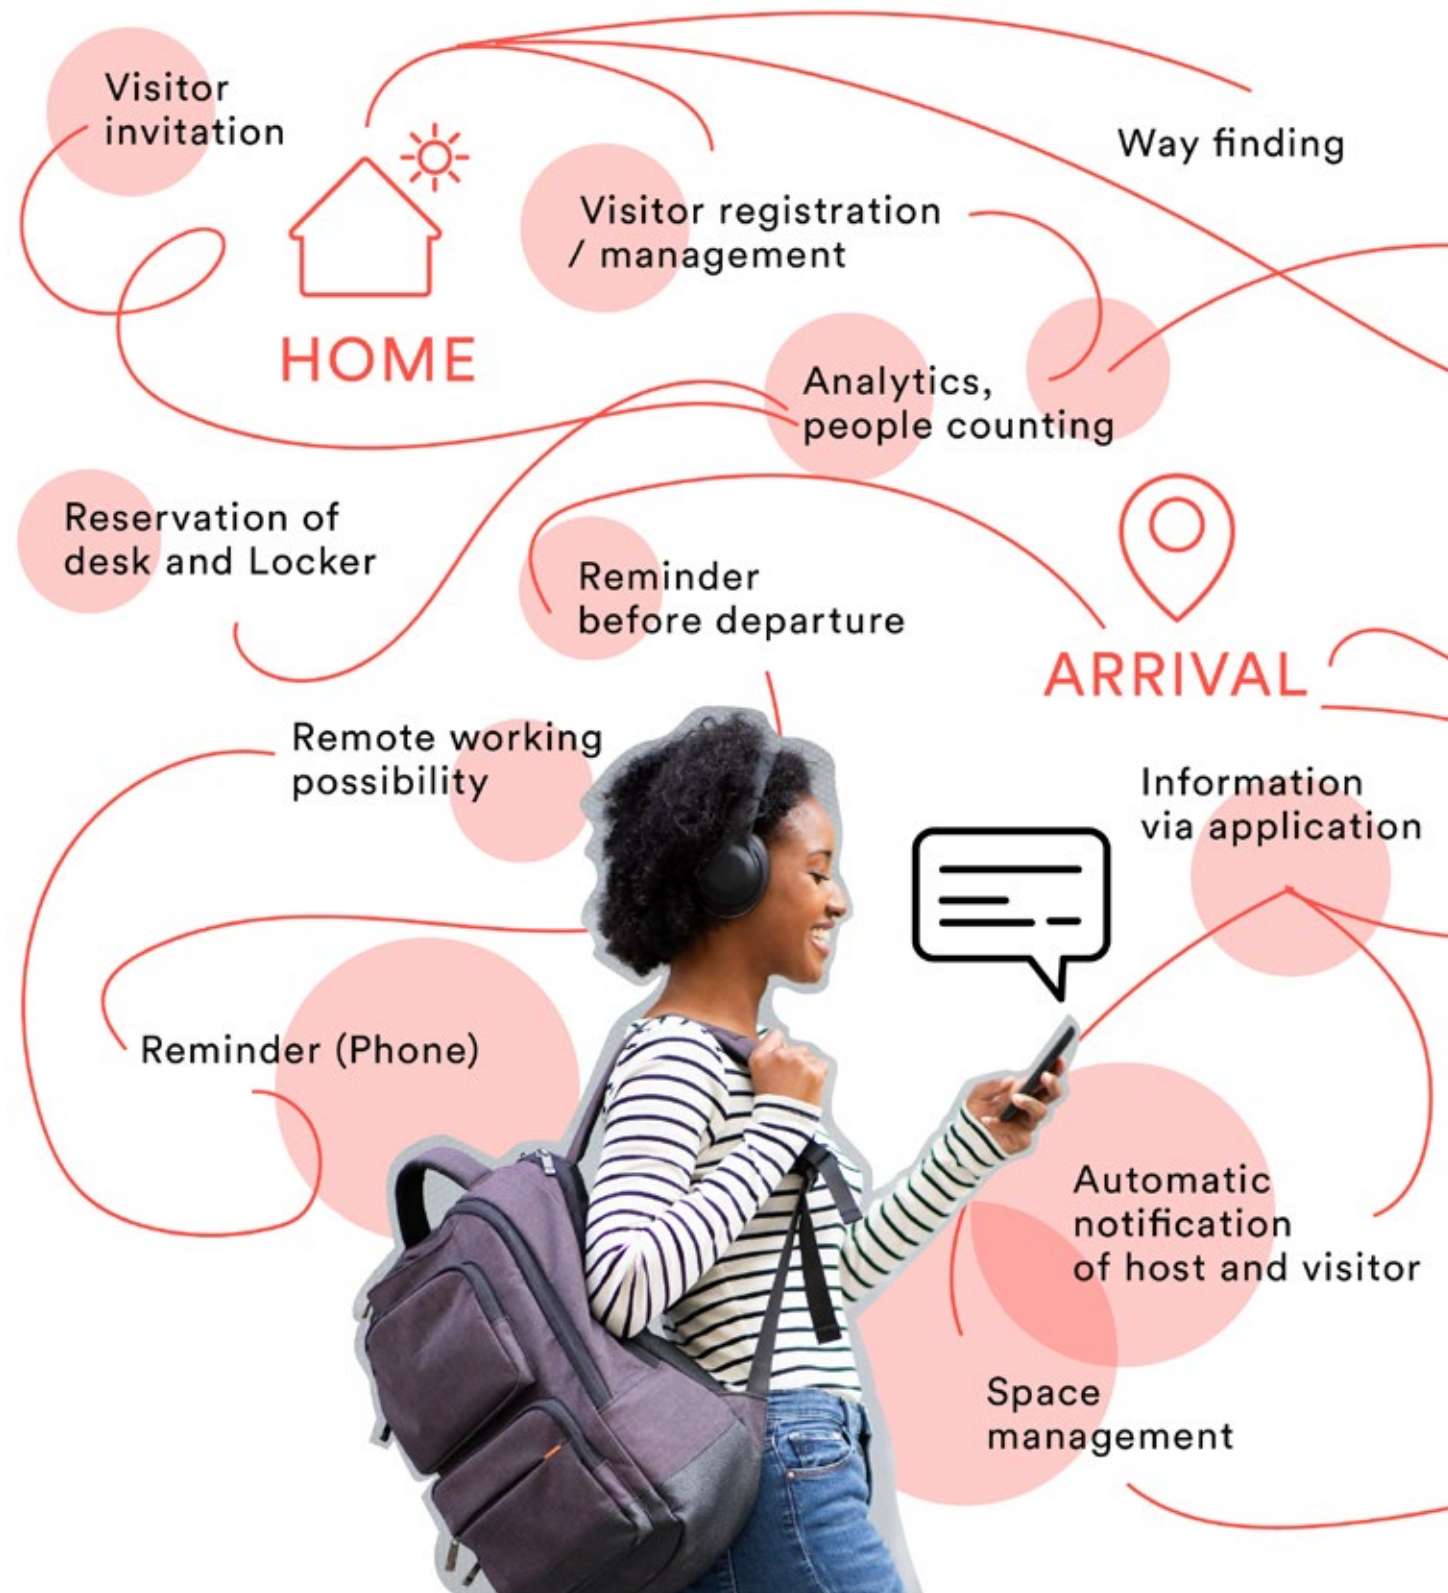 Visitor
invitation
Way finding
Visitor registration
/ management
HOME
Analytics,
people counting
Reservation of
desk and Locker
Reminder
before departure
ARRIVAL
Remote working
possibility
Information
via application
Reminder (Phone)
Automatic
notification
of host and visitor
Space
management